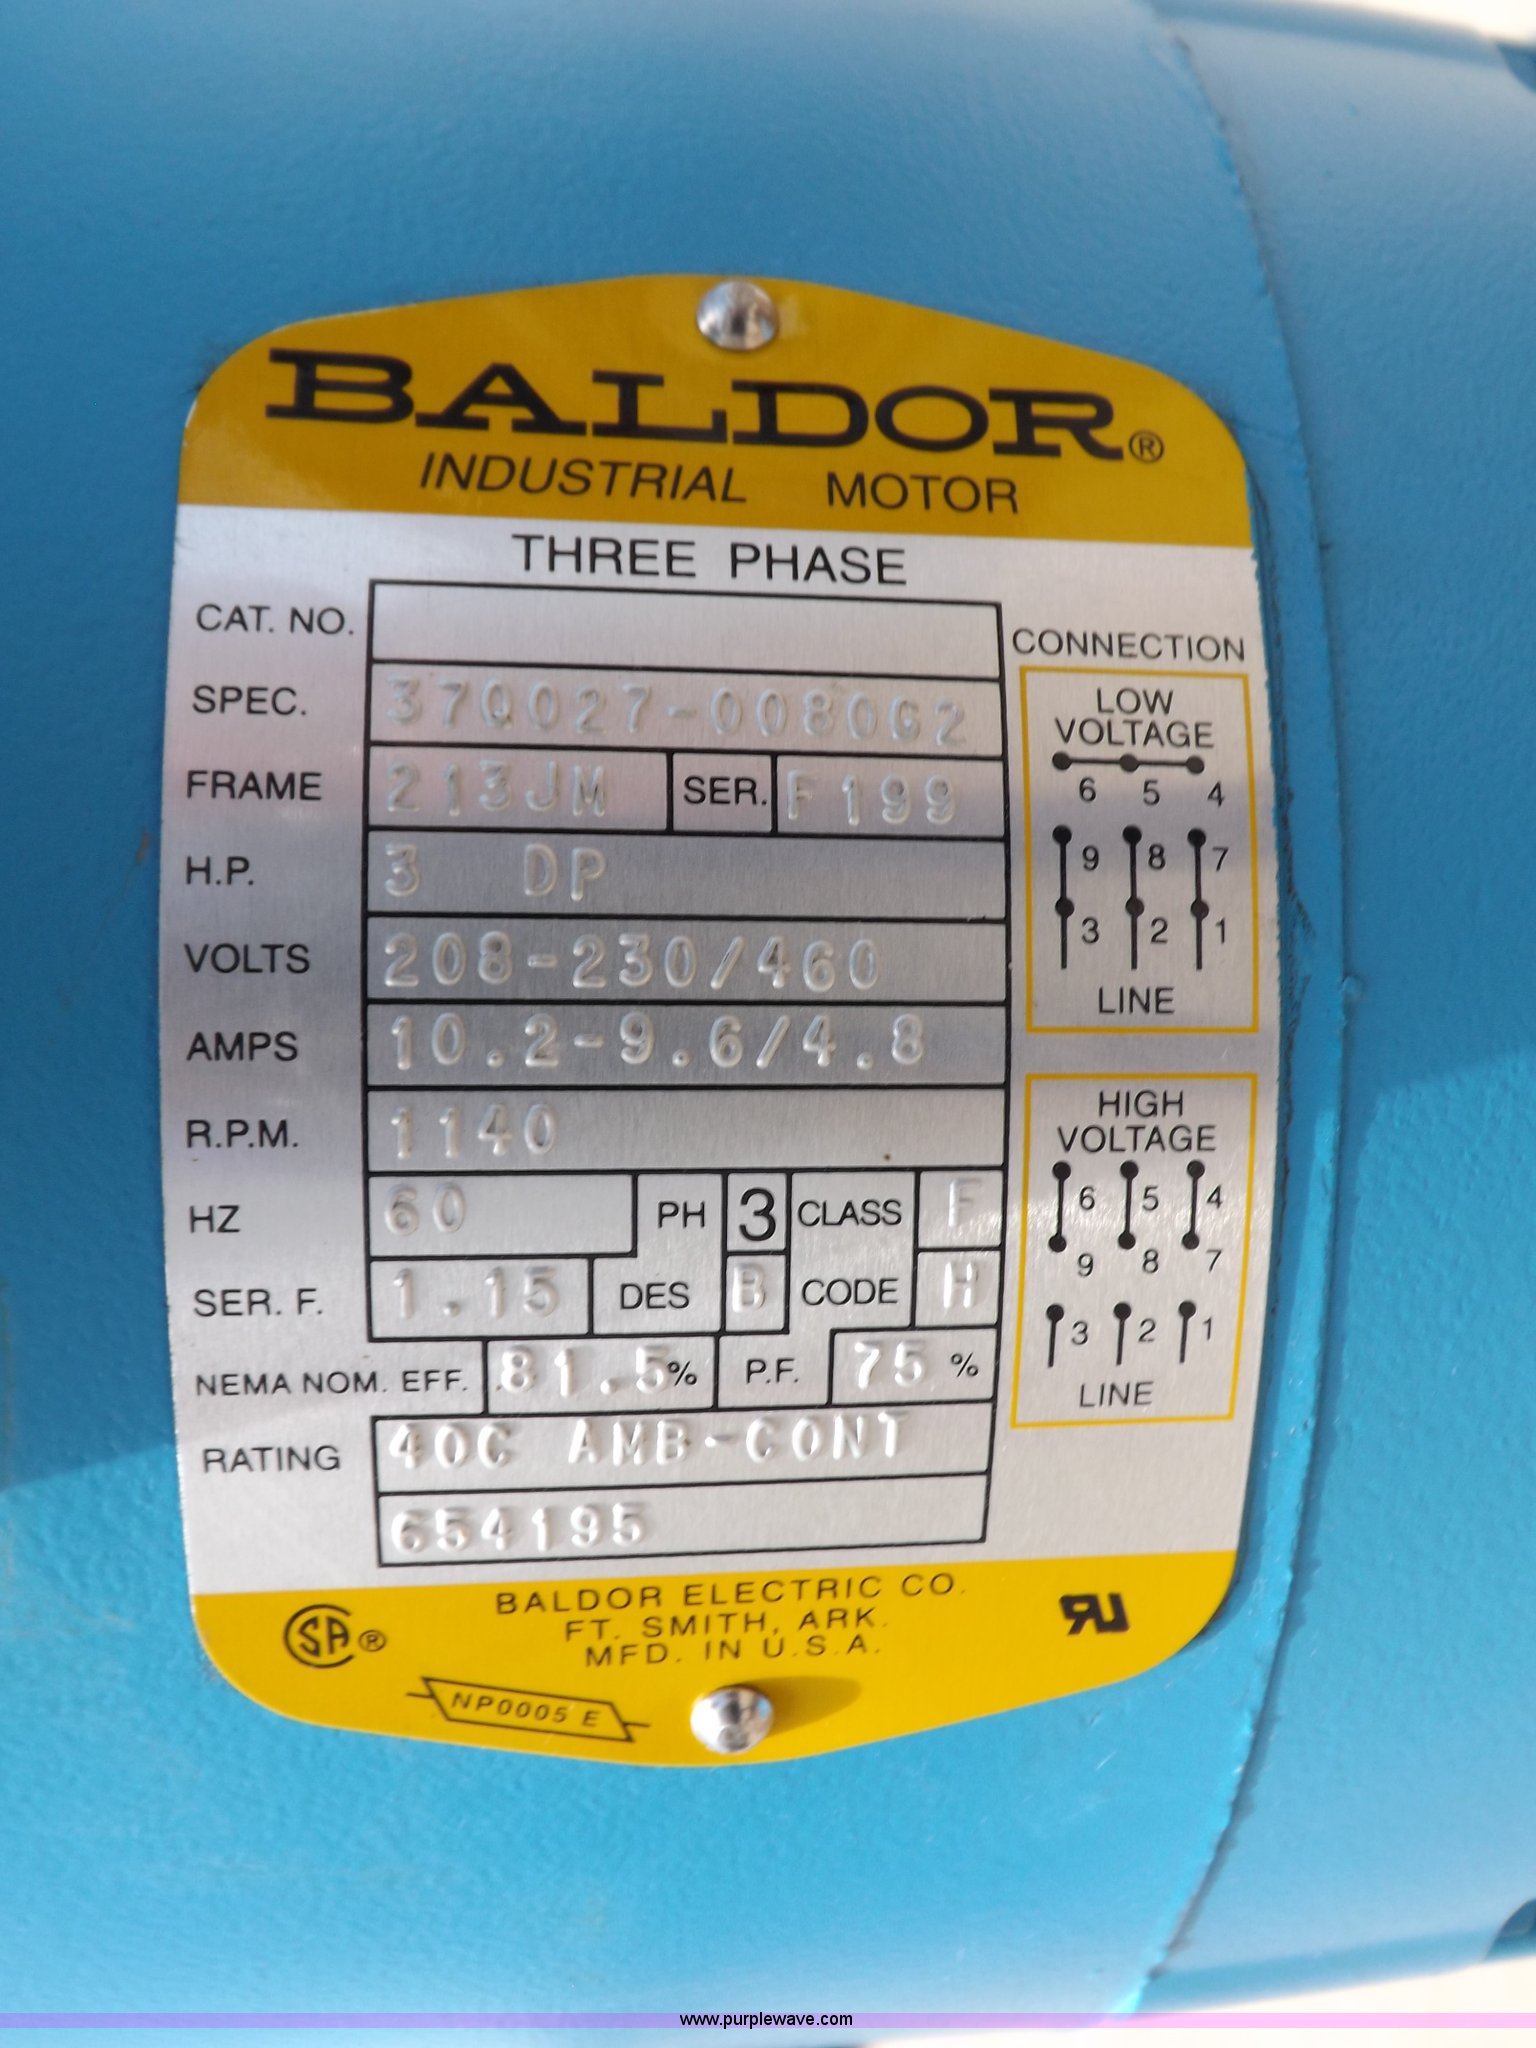 BALDOR®
INDUSTRIAL MOTOR
THREE PHASE
CAT. NO.
SPEC. 37Q027-0080G2
FRAME 213JM SER. F199
H.P. 3 DP
VOLTS 208-230/460
AMPS 10.2-9.6/4.8
R.P.M. 1140
HZ 60 PH 3 CLASS F
SER. F. 1.15 DES B CODE H
NEMA NOM. EFF. 81.5% P.F. 75 %
RATING 40C AMB-CONT
654195
CONNECTION
LOW
VOLTAGE
6 5 4
9 8 7
3 2 1
LINE
HIGH
VOLTAGE
6 5 4
9 8 7
3 2 1
LINE
BALDOR ELECTRIC CO.
FT. SMITH, ARK.
MFD. IN U.S.A.
SA®
RU
NP0005 E
www.purplewave.com